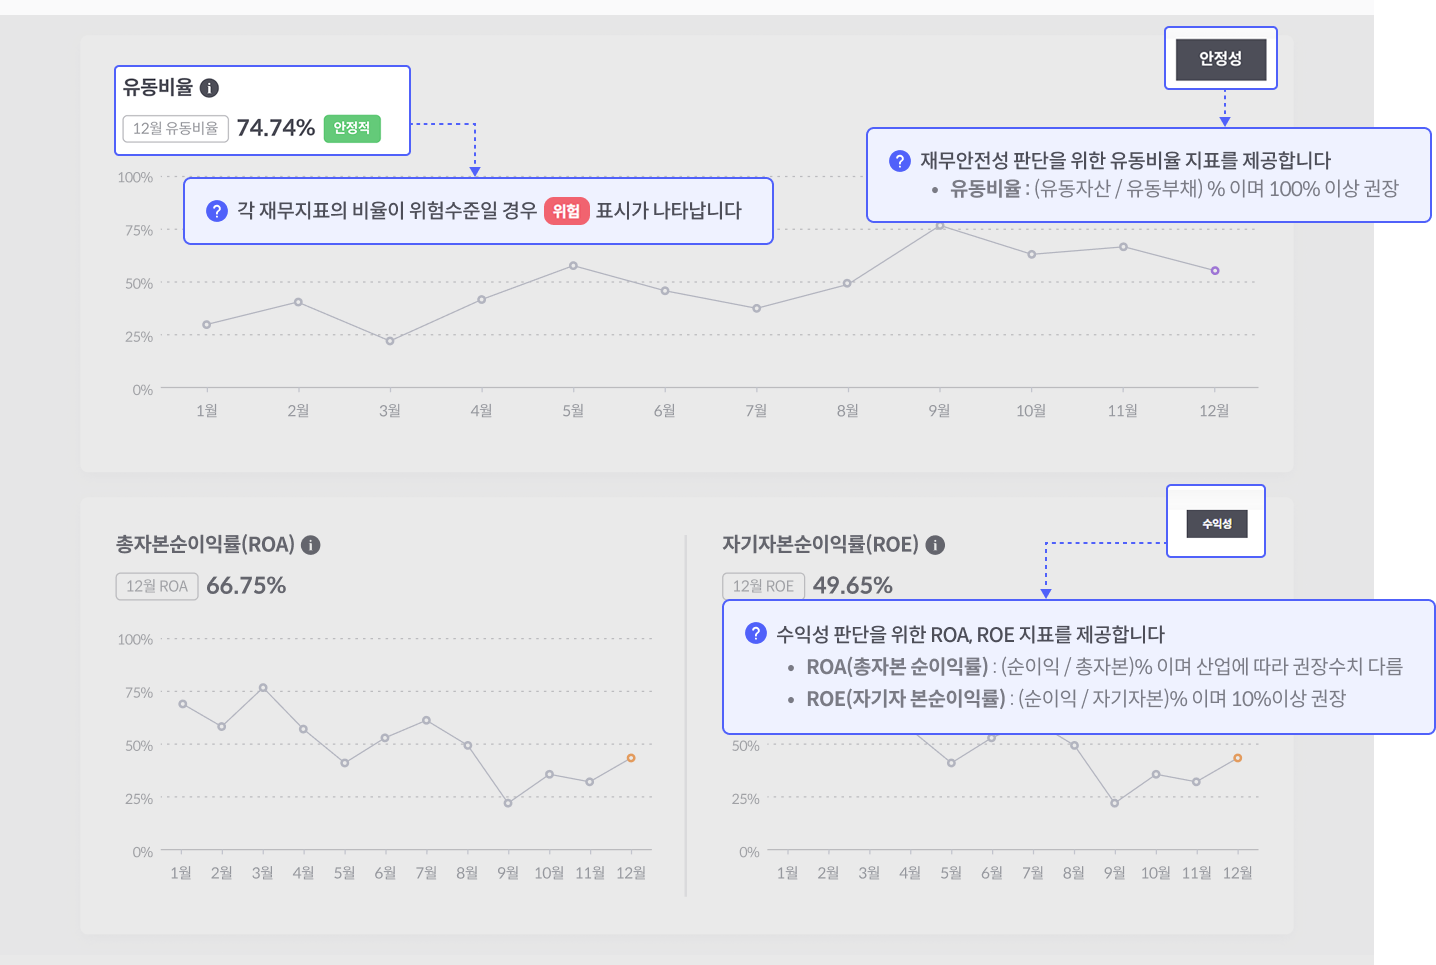 안정성
유동비율 i
12월 유동비율 74.74% 안정적
? 재무안전성 판단을 위한 유동비율 지표를 제공합니다
• 유동비율 : (유동자산 / 유동부채) % 이며 100% 이상 권장
? 각 재무지표의 비율이 위험수준일 경우 위험 표시가 나타납니다
100%
75%
50%
25%
0%
1월 2월 3월 4월 5월 6월 7월 8월 9월 10월 11월 12월
수익성
총자본순이익률(ROA) i
12월 ROA 66.75%
100%
75%
50%
25%
0%
1월 2월 3월 4월 5월 6월 7월 8월 9월 10월 11월 12월
자기자본순이익률(ROE) i
12월 ROE 49.65%
? 수익성 판단을 위한 ROA, ROE 지표를 제공합니다
• ROA(총자본 순이익률) : (순이익 / 총자본)% 이며 산업에 따라 권장수치 다름
• ROE(자기자 본순이익률) : (순이익 / 자기자본)% 이며 10%이상 권장
50%
25%
0%
1월 2월 3월 4월 5월 6월 7월 8월 9월 10월 11월 12월